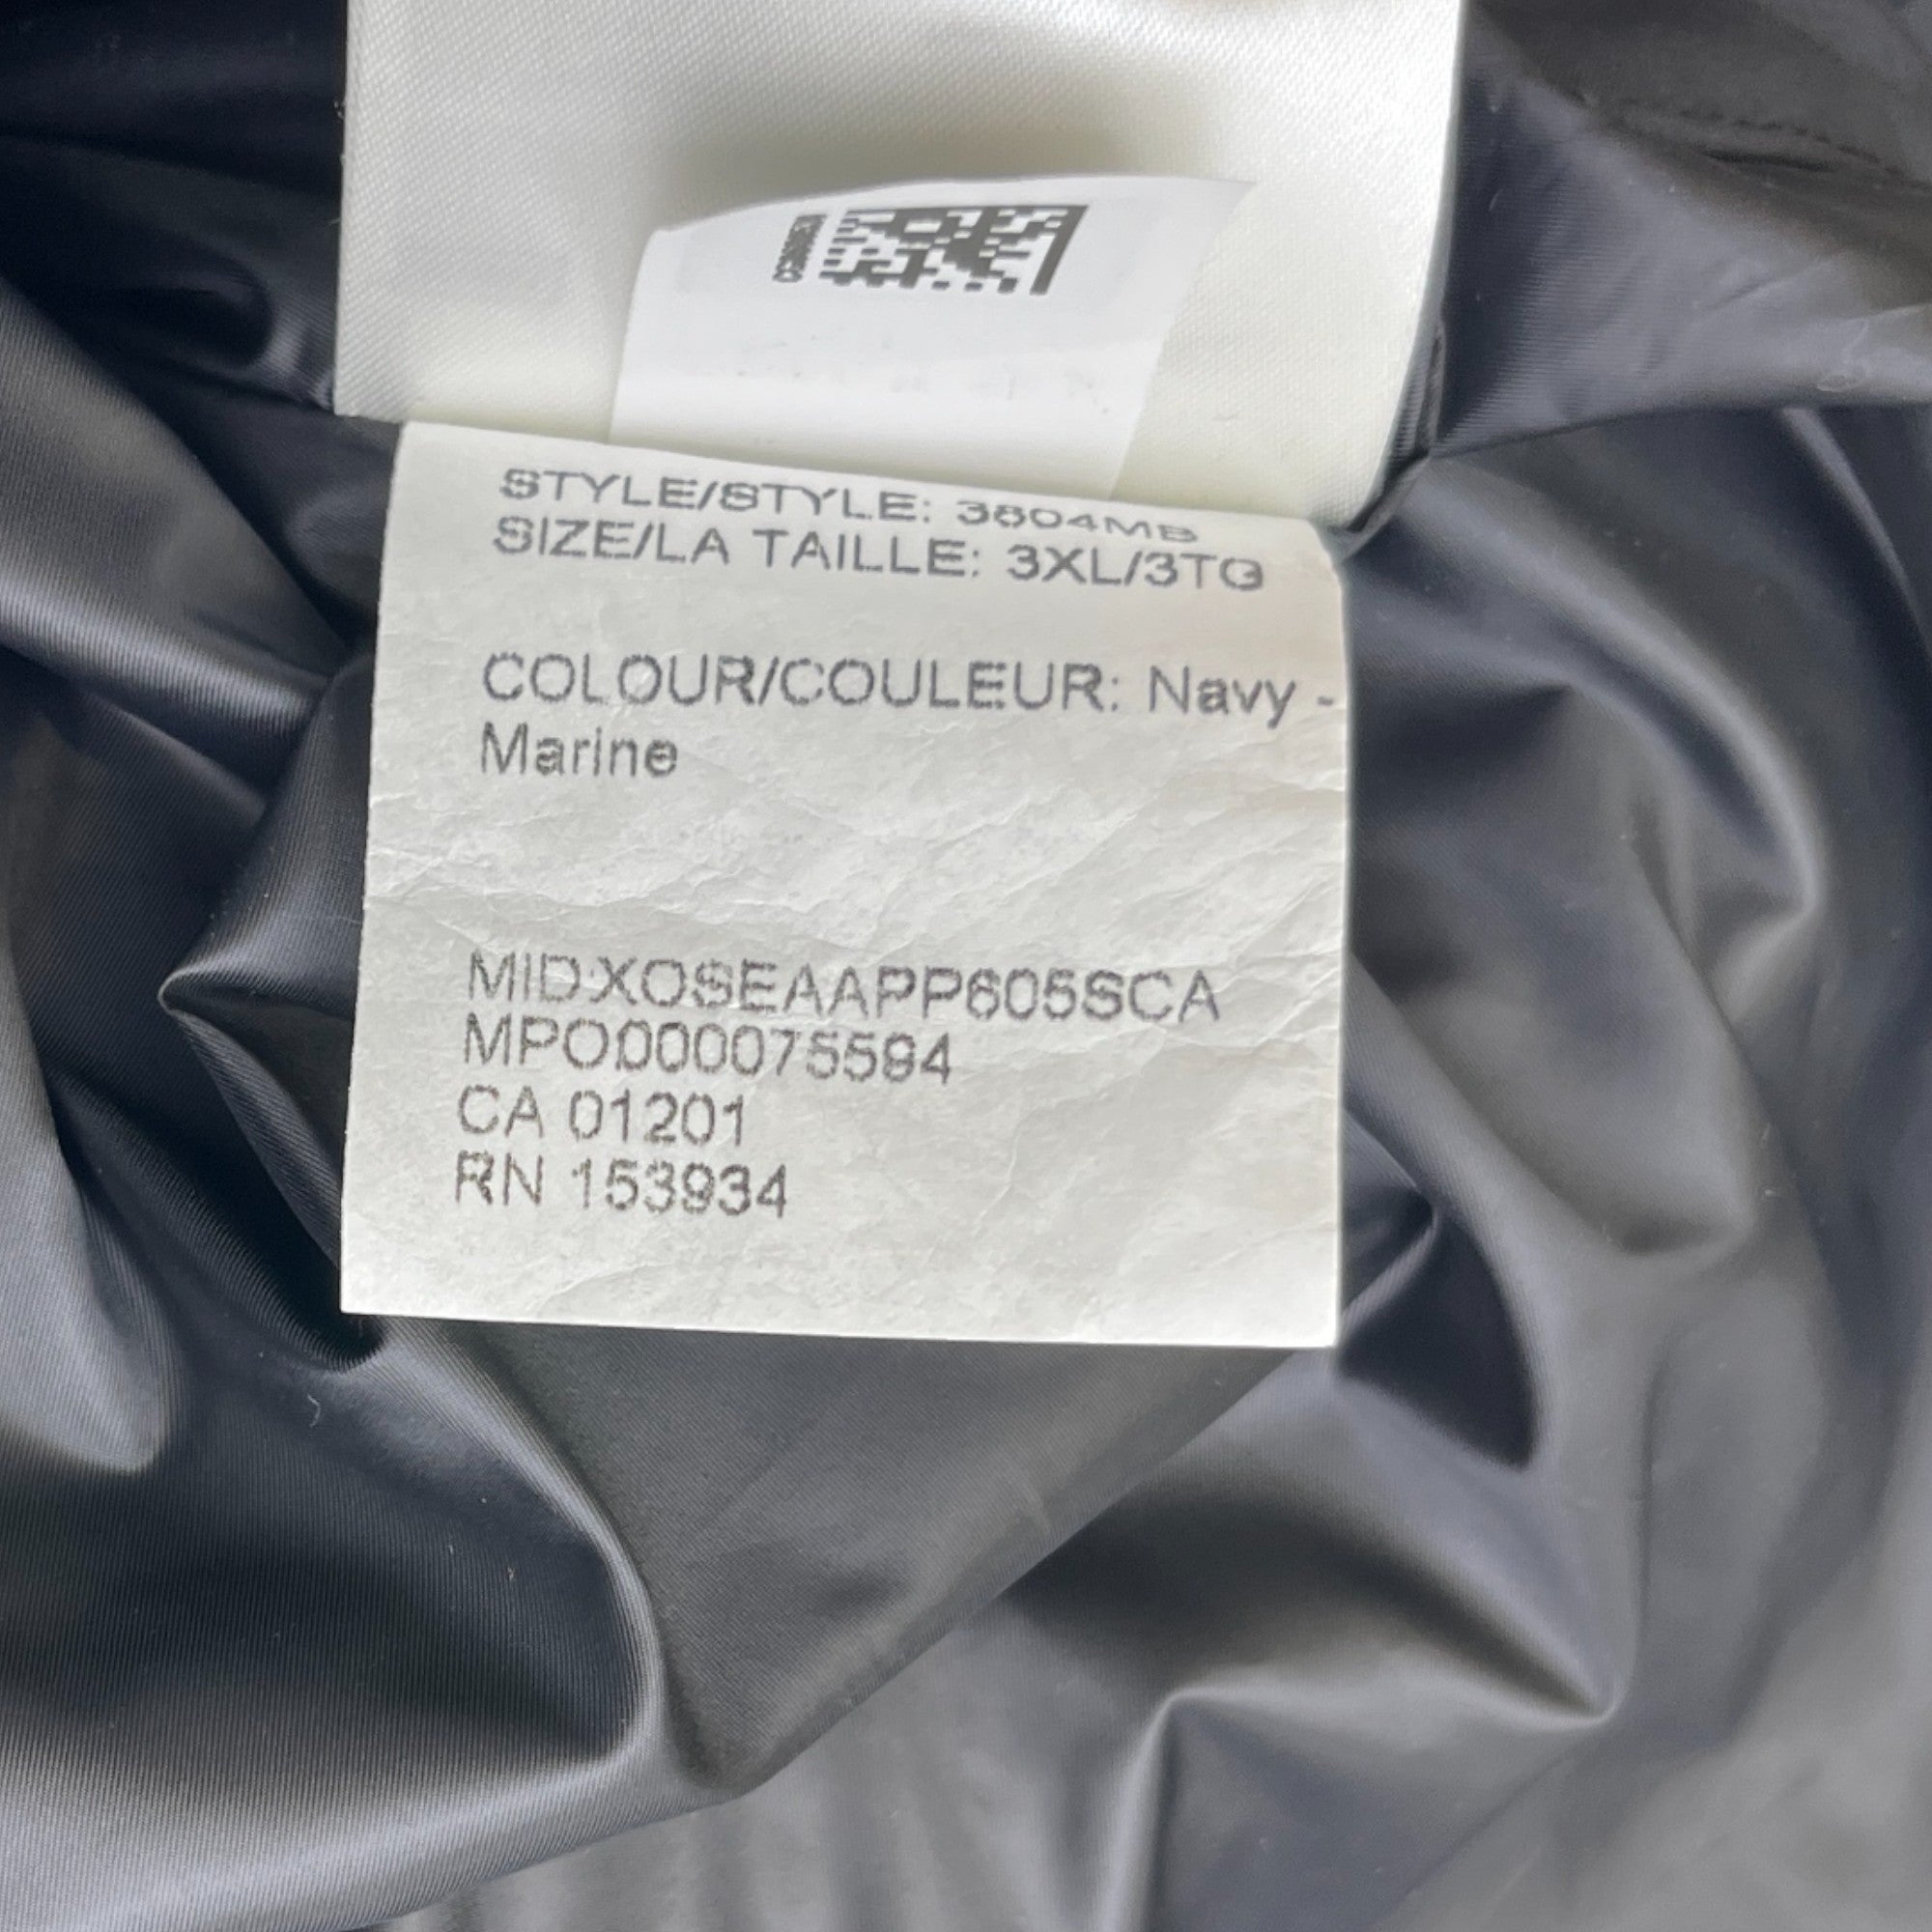 STYLE/STYLE: 3804MB
SIZE/LA TAILLE: 3XL/3TG
COLOUR/COULEUR: Navy -
Marine
MIDXOSEAAPP605SCA
MPO000075594
CA 01201
RN 153934